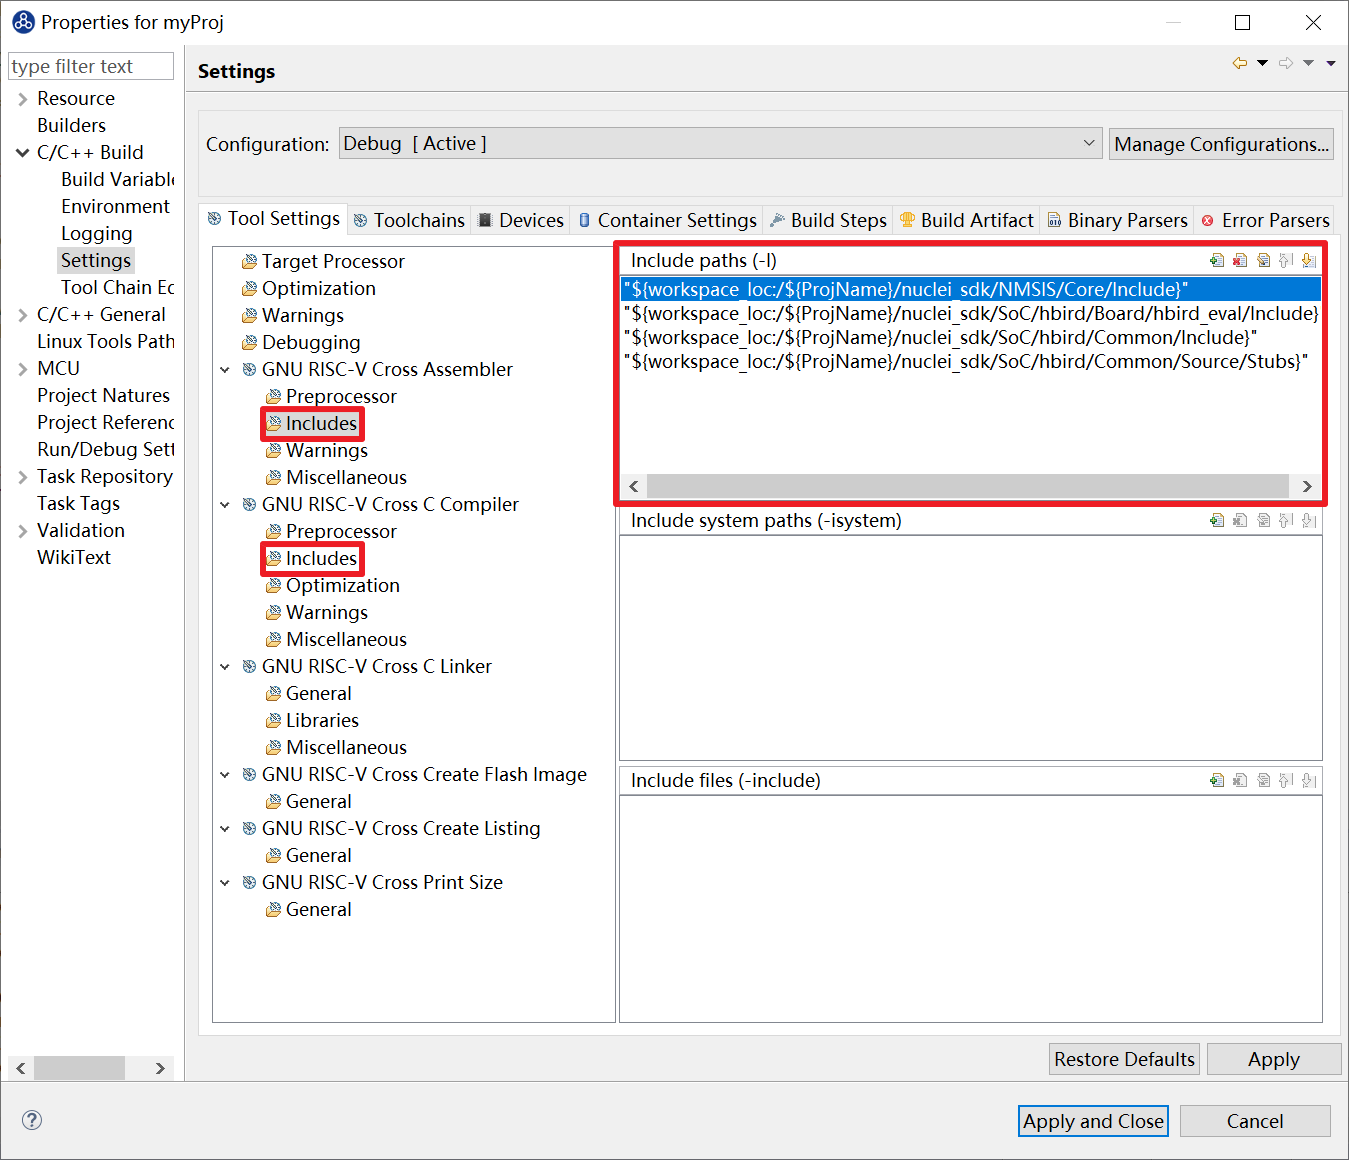 Properties for myProj
type filter text
Resource
Builders
C/C++ Build
Build Variable
Environment
Logging
Settings
Tool Chain Ec
C/C++ General
Linux Tools Path
MCU
Project Natures
Project Referenc
Run/Debug Sett
Task Repository
Task Tags
Validation
WikiText
Settings
Configuration: Debug [ Active ] Manage Configurations...
Tool Settings Toolchains Devices Container Settings Build Steps Build Artifact Binary Parsers Error Parsers
Target Processor
Optimization
Warnings
Debugging
GNU RISC-V Cross Assembler
Preprocessor
Includes
Warnings
Miscellaneous
GNU RISC-V Cross C Compiler
Preprocessor
Includes
Optimization
Warnings
Miscellaneous
GNU RISC-V Cross C Linker
General
Libraries
Miscellaneous
GNU RISC-V Cross Create Flash Image
General
GNU RISC-V Cross Create Listing
General
GNU RISC-V Cross Print Size
General
Include paths (-I)
"${workspace_loc:/${ProjName}/nuclei_sdk/NMSIS/Core/Include}"
"${workspace_loc:/${ProjName}/nuclei_sdk/SoC/hbird/Board/hbird_eval/Include}
"${workspace_loc:/${ProjName}/nuclei_sdk/SoC/hbird/Common/Include}"
"${workspace_loc:/${ProjName}/nuclei_sdk/SoC/hbird/Common/Source/Stubs}"
Include system paths (-isystem)
Include files (-include)
Restore Defaults Apply
Apply and Close Cancel